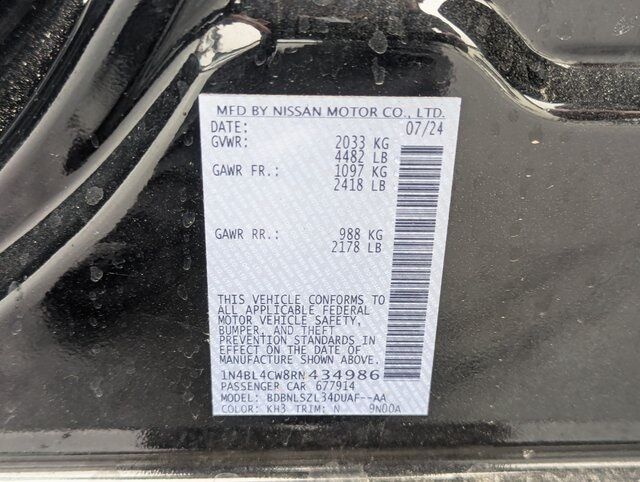 MFD BY NISSAN MOTOR CO., LTD.
DATE: 07/24
GVWR: 2033 KG
4482 LB
GAWR FR.: 1097 KG
2418 LB
GAWR RR.: 988 KG
2178 LB
THIS VEHICLE CONFORMS TO
ALL APPLICABLE FEDERAL
MOTOR VEHICLE SAFETY,
BUMPER, AND THEFT
PREVENTION STANDARDS IN
EFFECT ON THE DATE OF
MANUFACTURE SHOWN ABOVE.
1N4BL4CW8RN434986
PASSENGER CAR 677914
MODEL: BDBNLSZL34DUAF--AA
COLOR: KH3 TRIM: N 9N00A